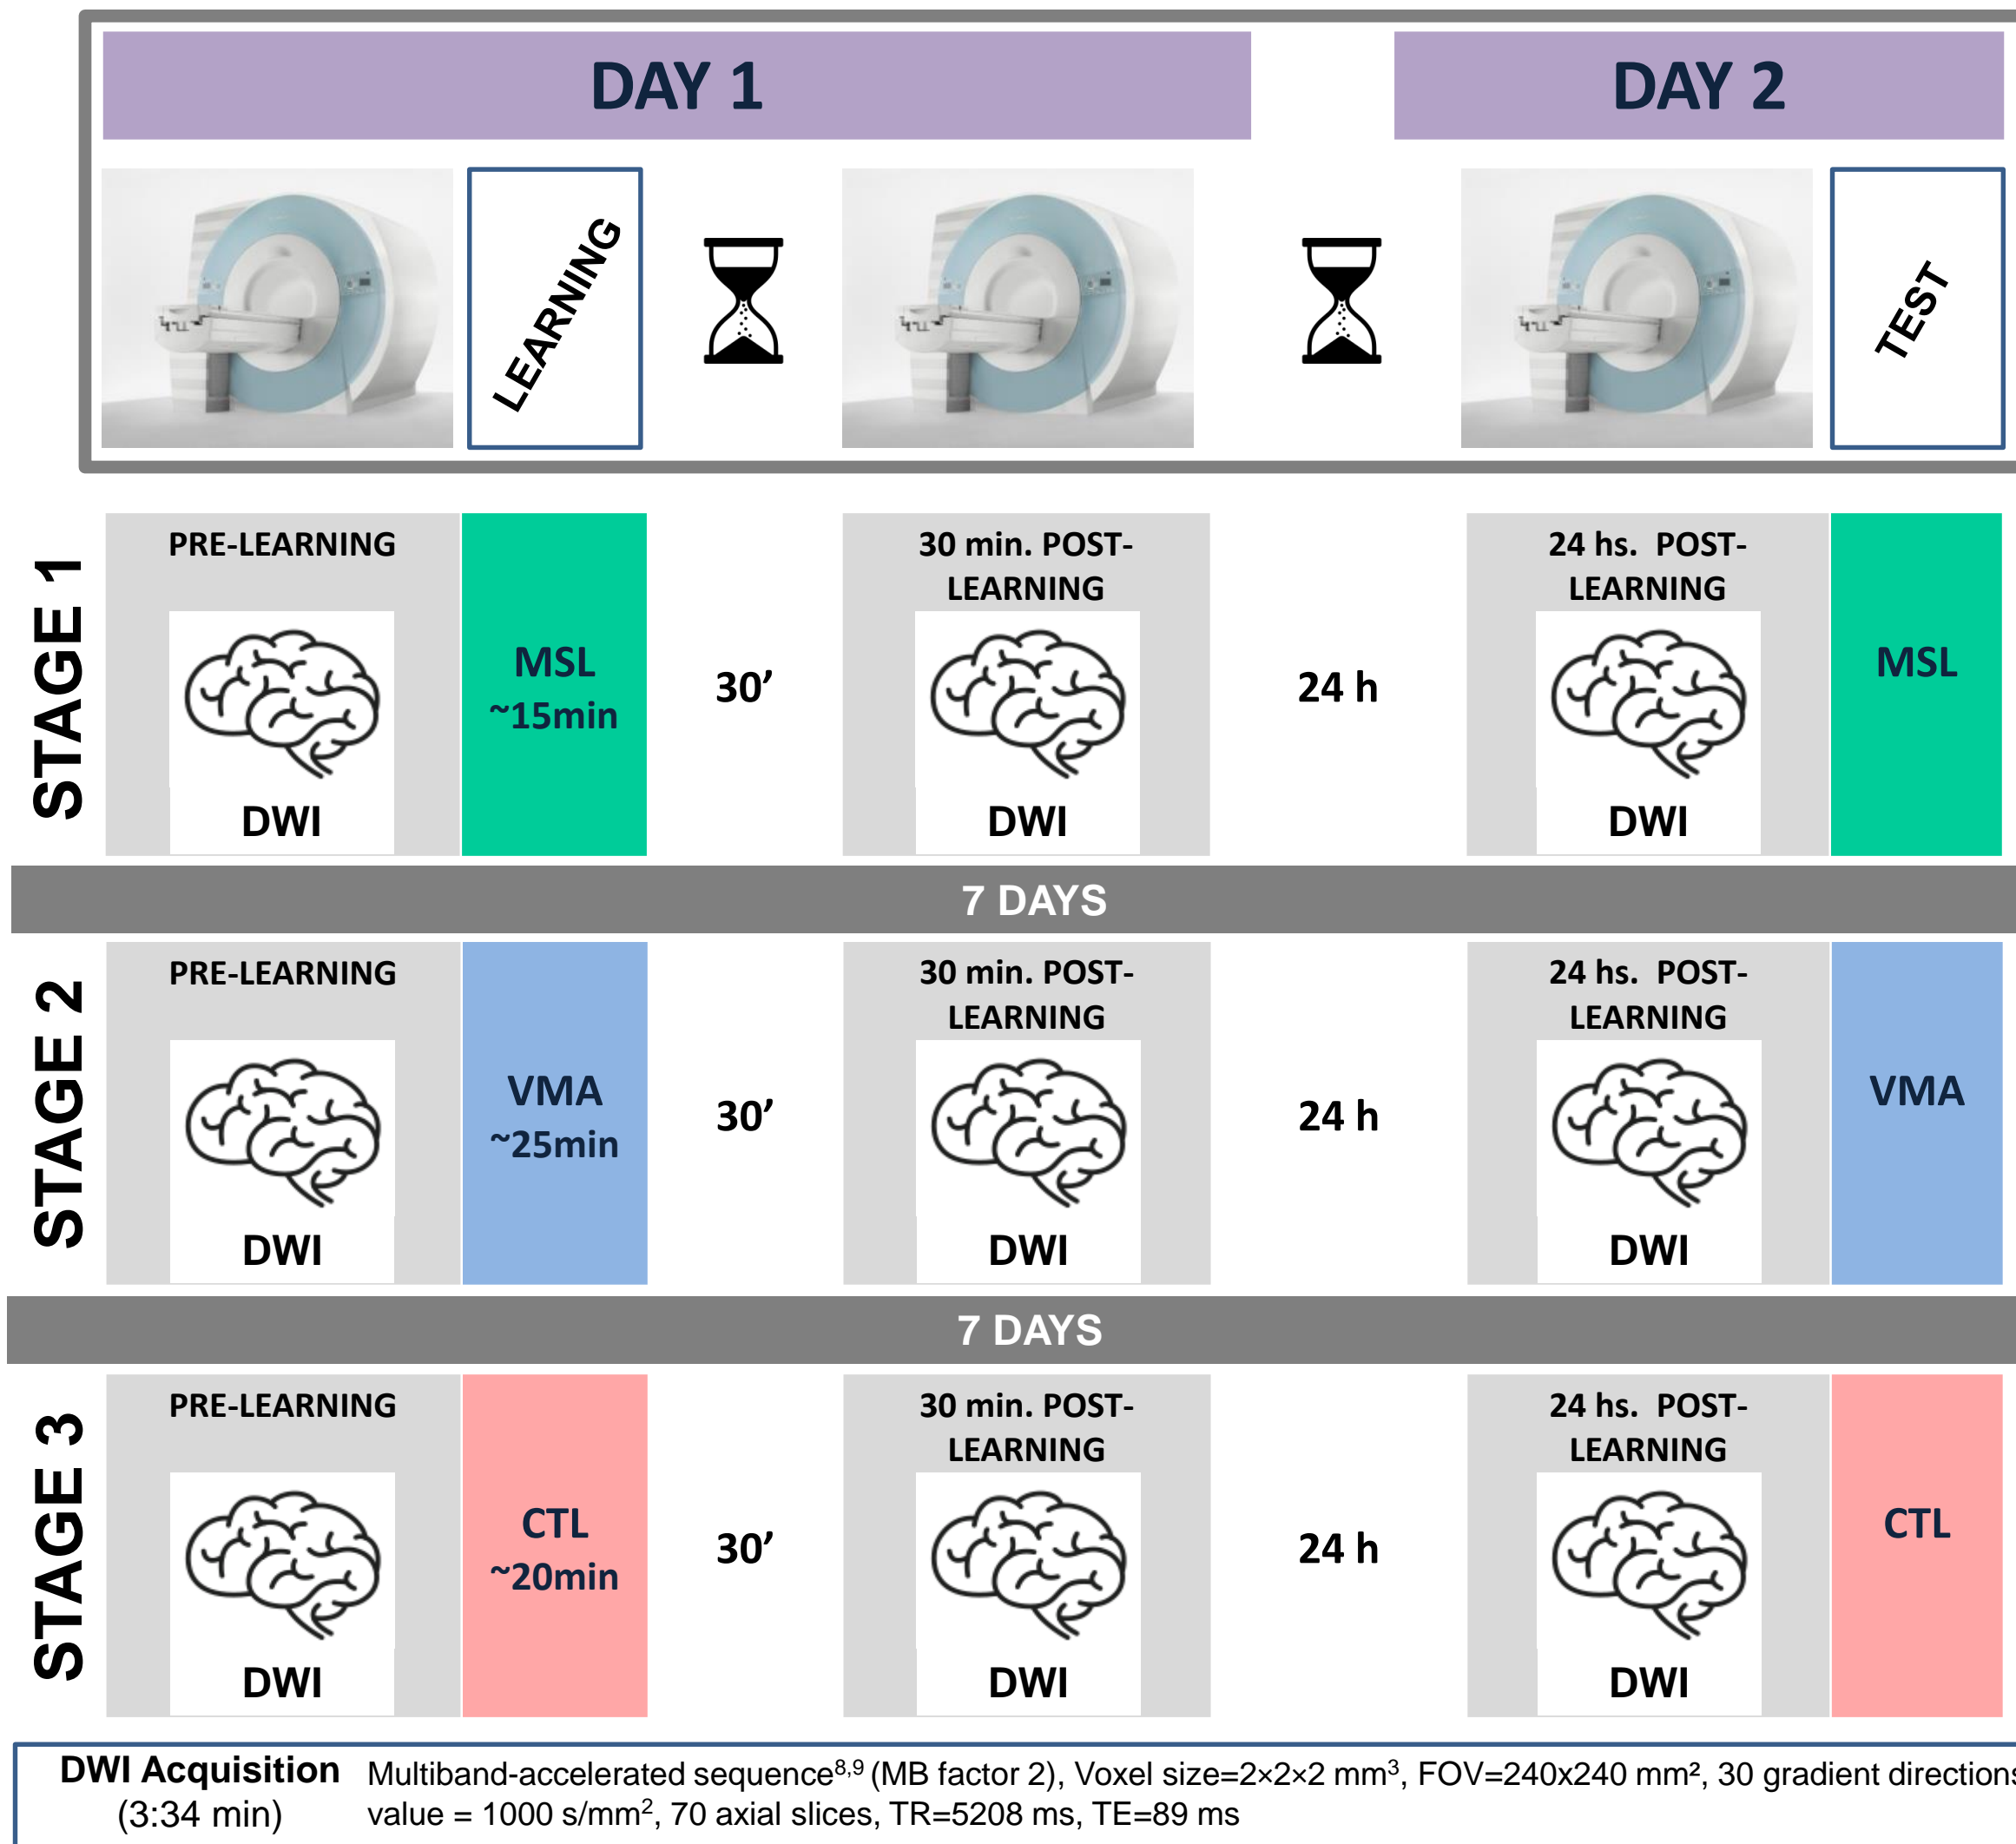 DAY 1
DAY 2
LEARNING
TEST
STAGE 1
PRE-LEARNING
DWI
MSL
~15min
30’
30 min. POST-
LEARNING
DWI
24 h
24 hs. POST-
LEARNING
DWI
MSL
7 DAYS
STAGE 2
PRE-LEARNING
DWI
VMA
~25min
30’
30 min. POST-
LEARNING
DWI
24 h
24 hs. POST-
LEARNING
DWI
VMA
7 DAYS
STAGE 3
PRE-LEARNING
DWI
CTL
~20min
30’
30 min. POST-
LEARNING
DWI
24 h
24 hs. POST-
LEARNING
DWI
CTL
DWI Acquisition
(3:34 min)
Multiband-accelerated sequence⁸,⁹ (MB factor 2), Voxel size=2×2×2 mm³, FOV=240x240 mm², 30 gradient directions
value = 1000 s/mm², 70 axial slices, TR=5208 ms, TE=89 ms